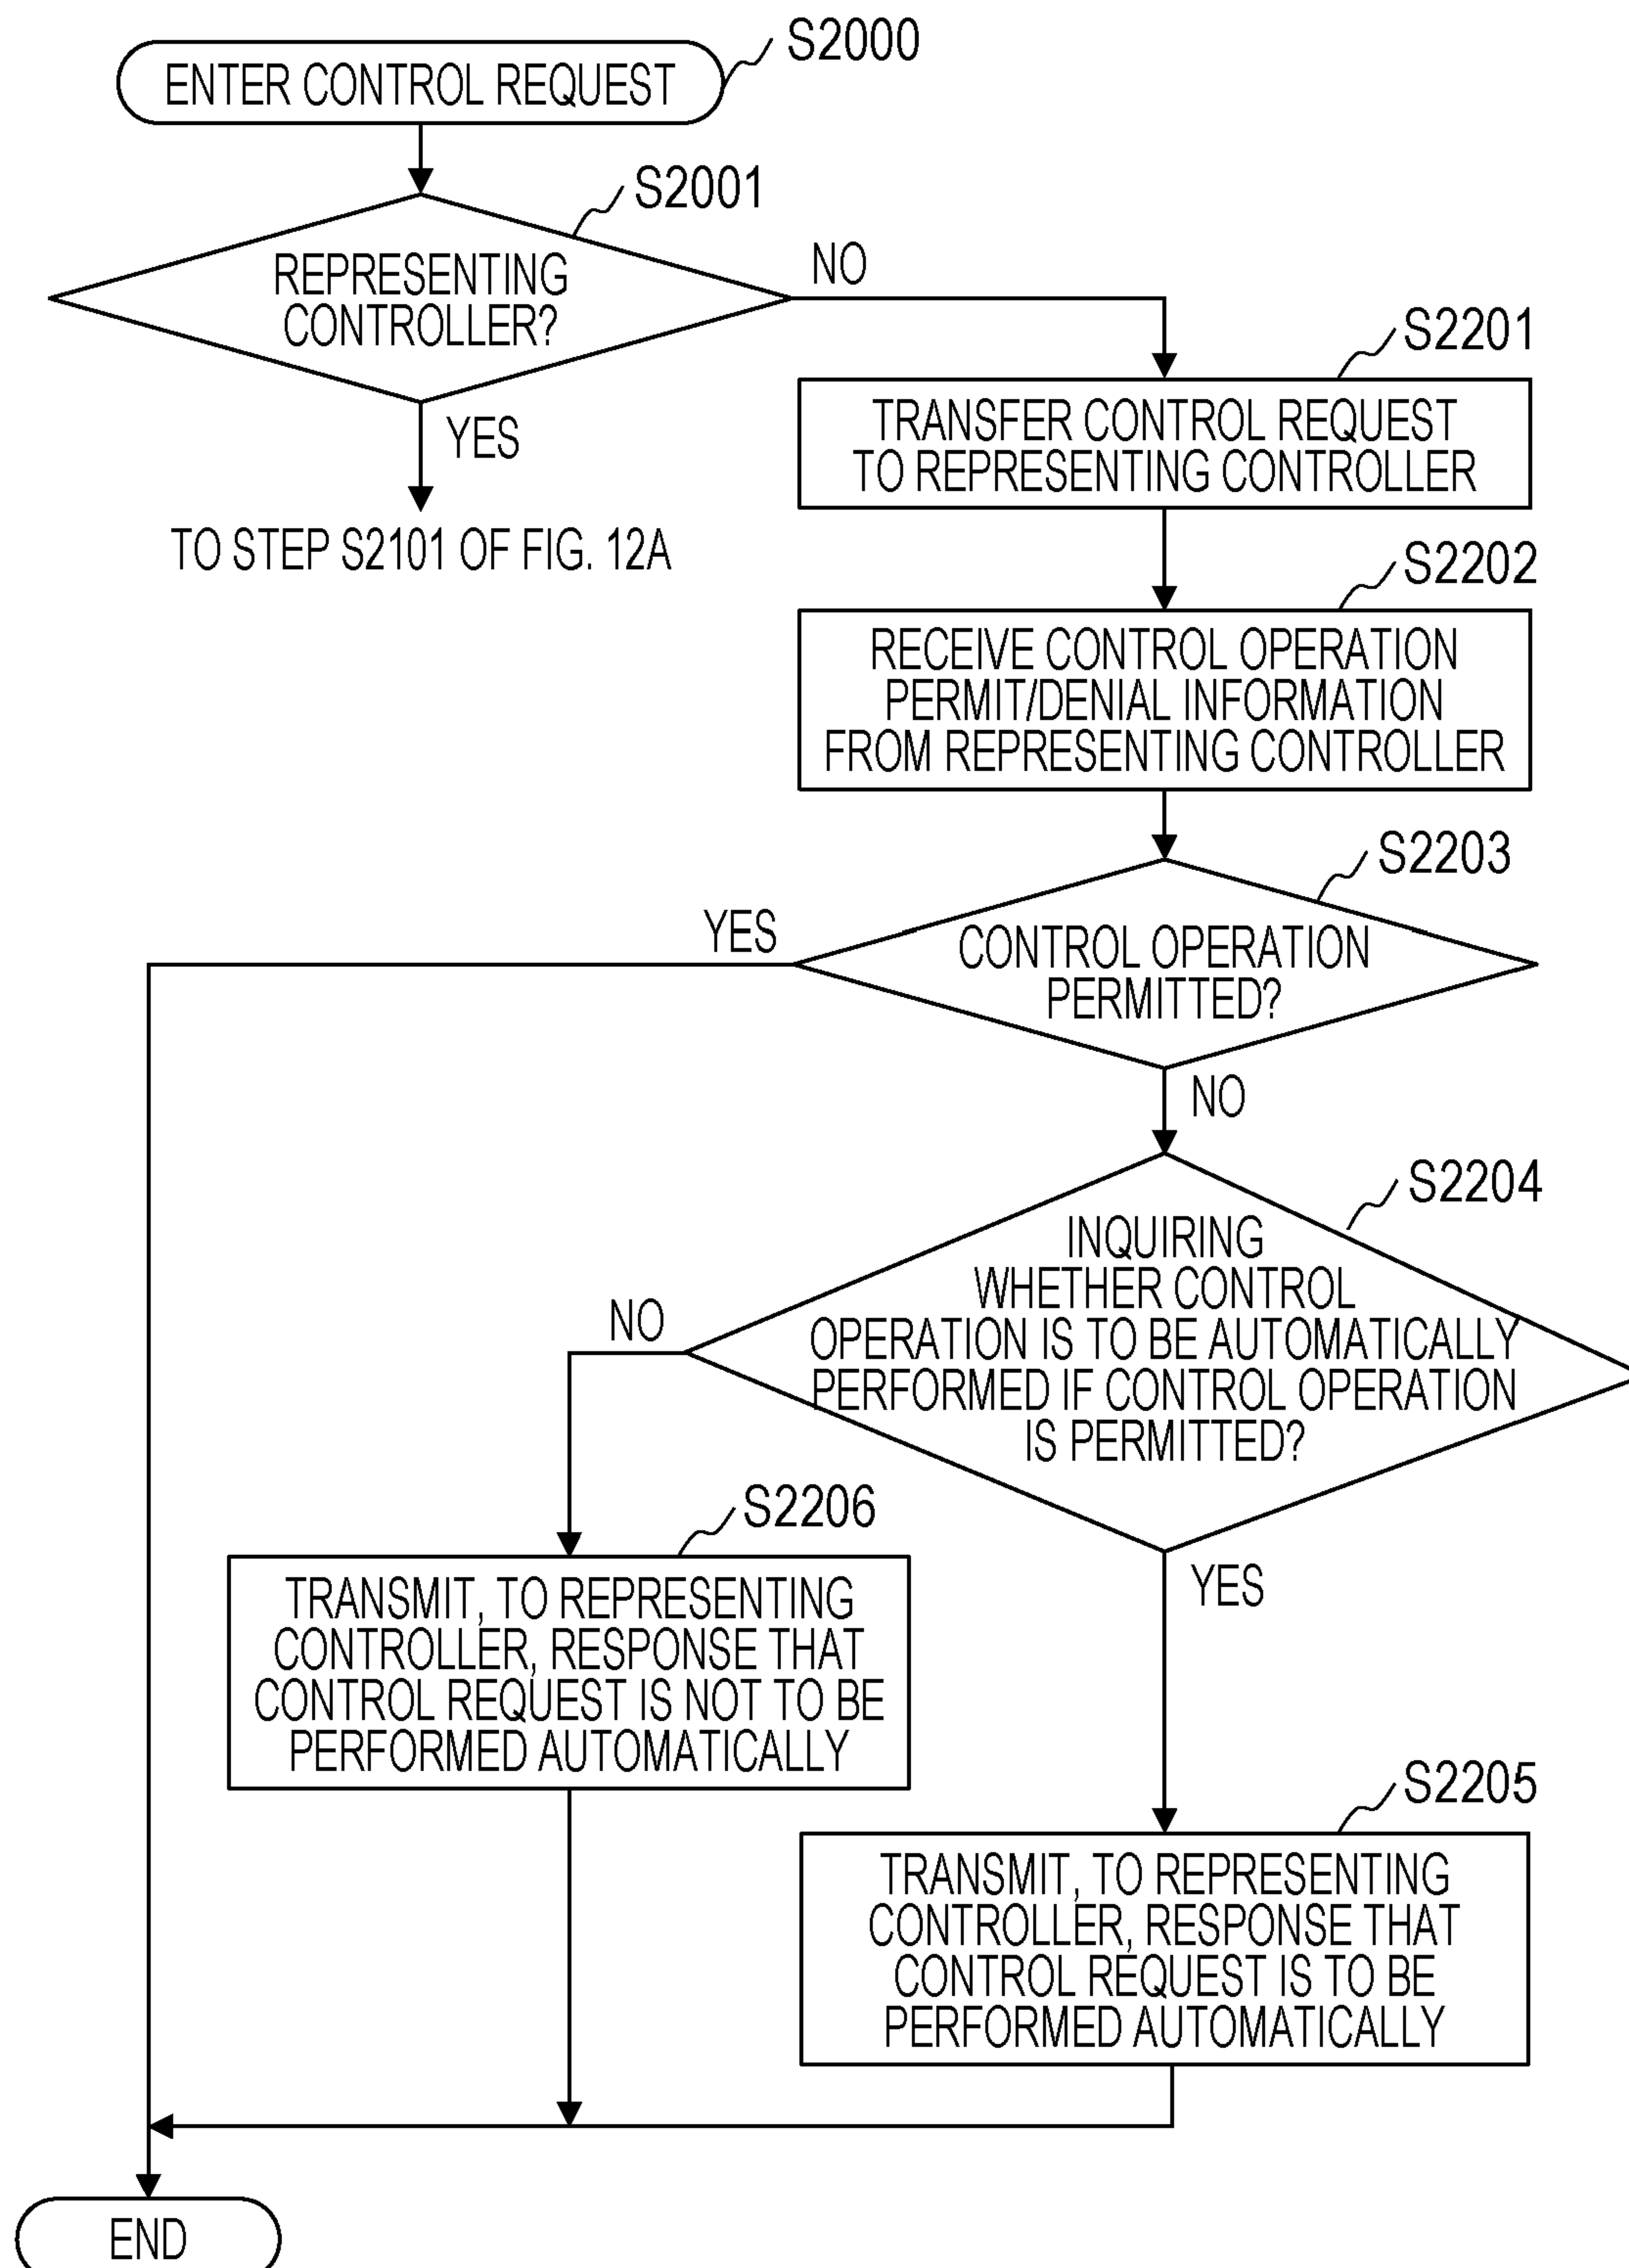 S2000
ENTER CONTROL REQUEST
S2001
REPRESENTING
CONTROLLER?
NO
YES
TO STEP S2101 OF FIG. 12A
S2201
TRANSFER CONTROL REQUEST
TO REPRESENTING CONTROLLER
S2202
RECEIVE CONTROL OPERATION
PERMIT/DENIAL INFORMATION
FROM REPRESENTING CONTROLLER
S2203
CONTROL OPERATION
PERMITTED?
YES
NO
S2204
INQUIRING
WHETHER CONTROL
OPERATION IS TO BE AUTOMATICALLY
PERFORMED IF CONTROL OPERATION
IS PERMITTED?
NO
YES
S2206
TRANSMIT, TO REPRESENTING
CONTROLLER, RESPONSE THAT
CONTROL REQUEST IS NOT TO BE
PERFORMED AUTOMATICALLY
S2205
TRANSMIT, TO REPRESENTING
CONTROLLER, RESPONSE THAT
CONTROL REQUEST IS TO BE
PERFORMED AUTOMATICALLY
END